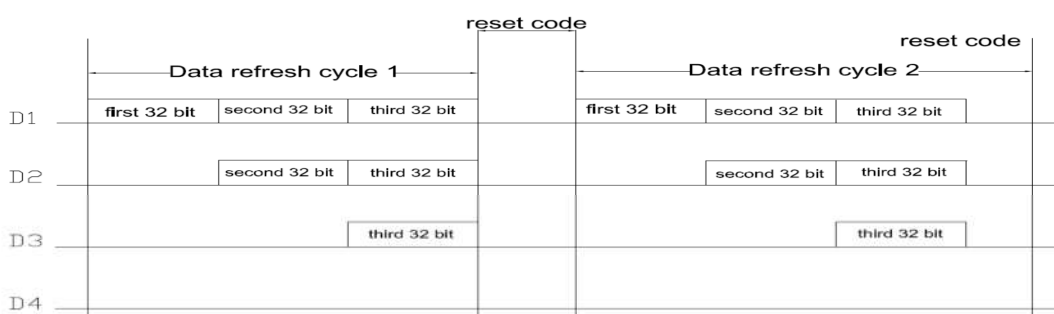 reset code
reset code
Data refresh cycle 1
Data refresh cycle 2
D1 first 32 bit second 32 bit third 32 bit first 32 bit second 32 bit third 32 bit
D2 second 32 bit third 32 bit second 32 bit third 32 bit
D3 third 32 bit third 32 bit
D4